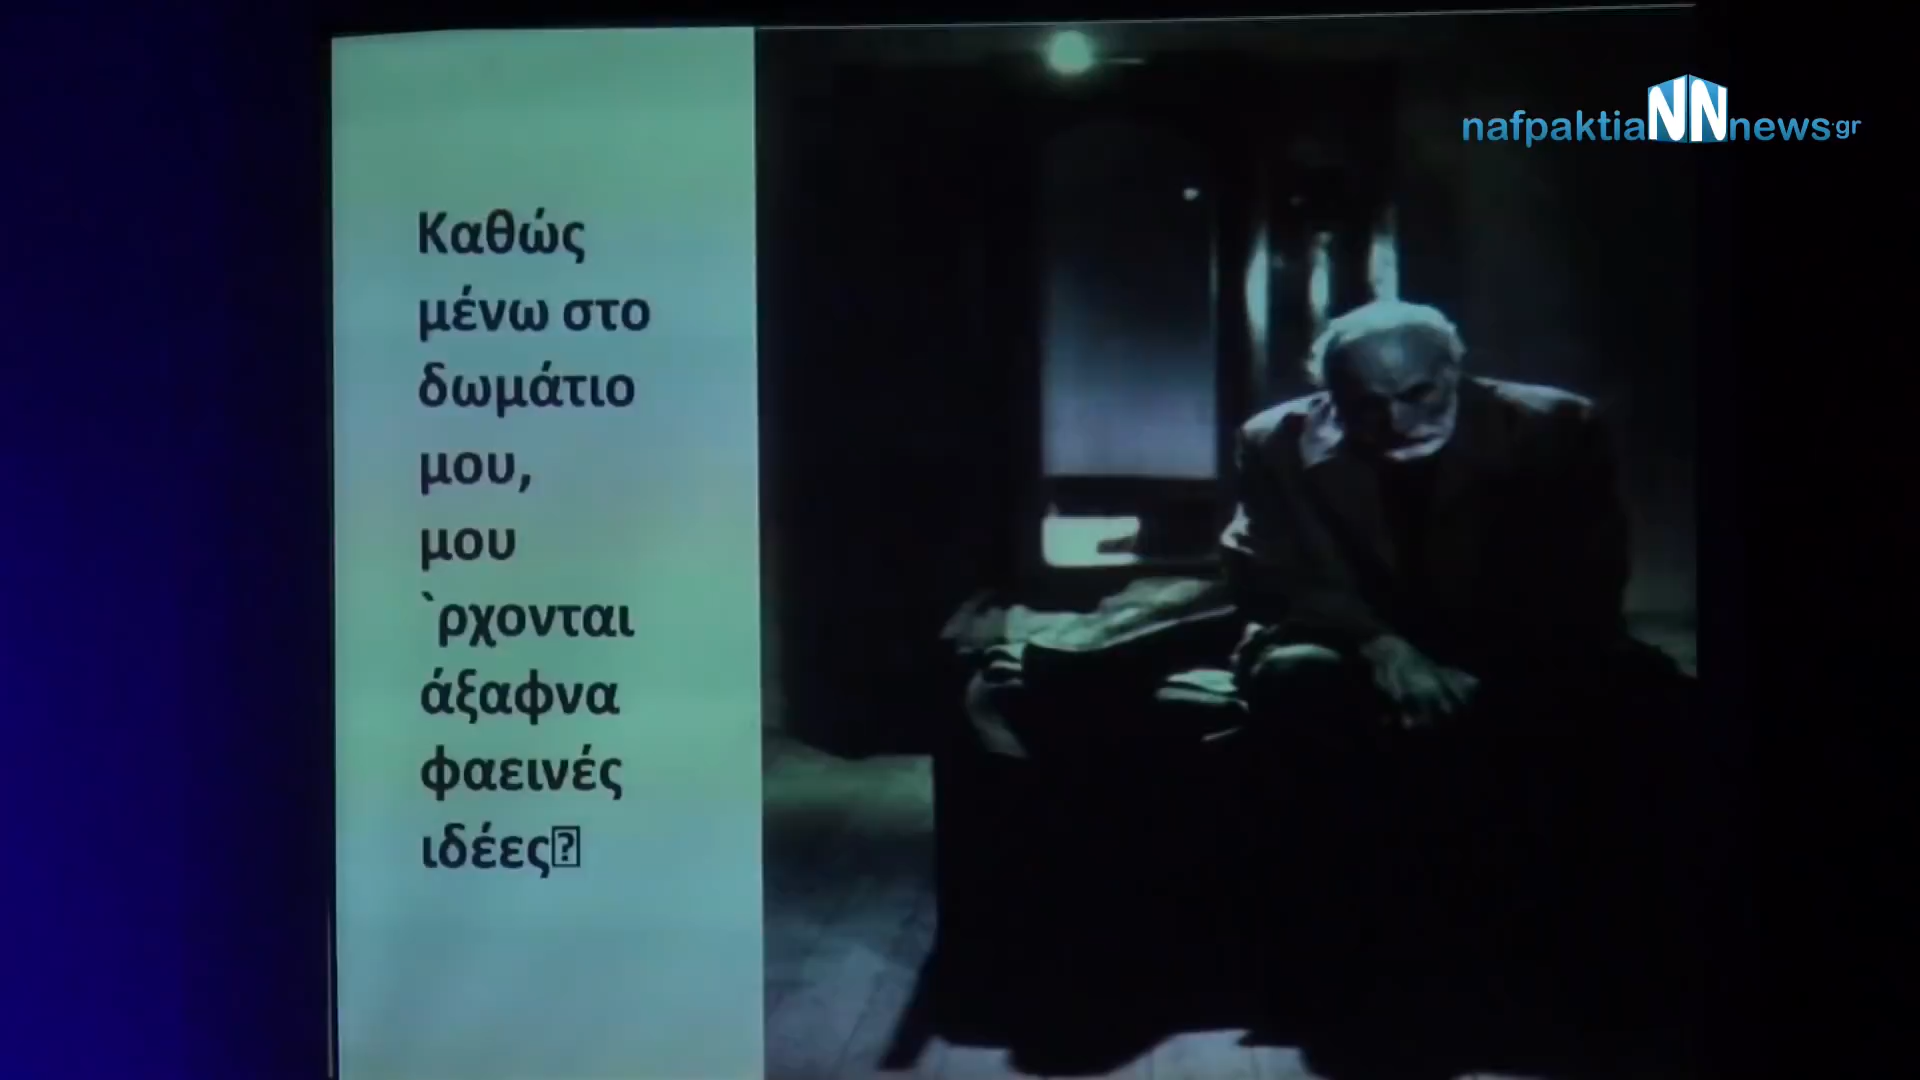 nafpaktiaNNnews.gr
Καθώς
μένω στο
δωμάτιο
μου,
μου
`ρχονται
άξαφνα
φαεινές
ιδέες